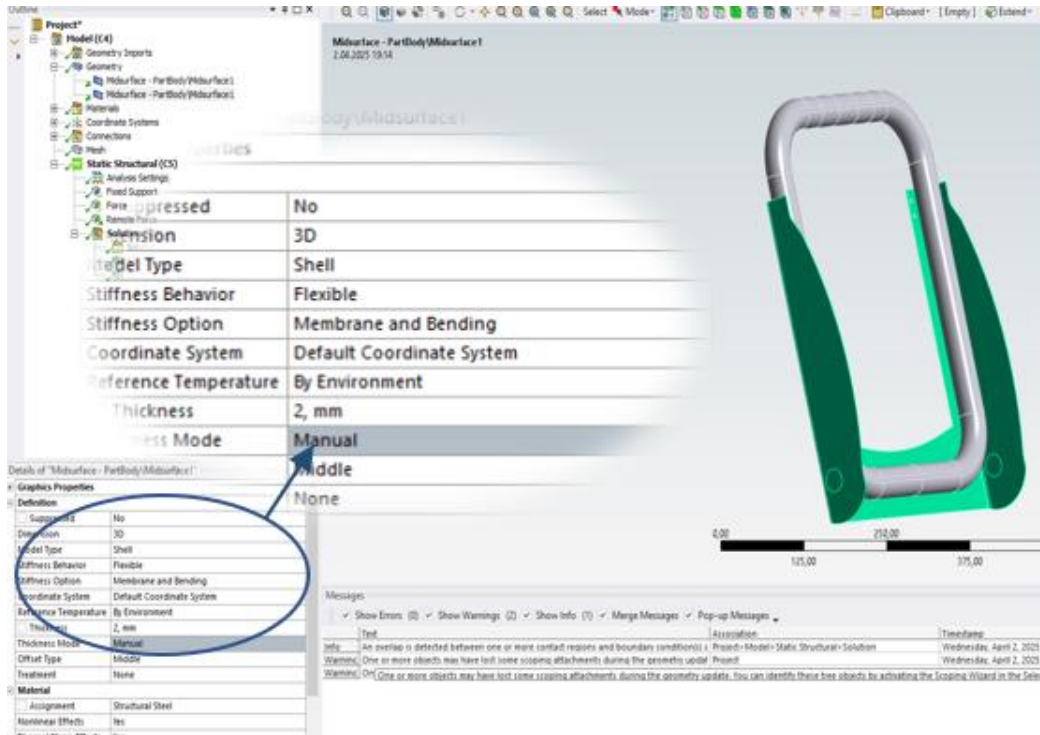 Outline
Project*
Model (C4)
Geometry Imports
Geometry
Midsurface - PartBody\Midsurface1
Midsurface - PartBody\Midsurface1
Materials
Coordinate Systems
Connections
Mesh
Static Structural (C5)
Analysis Settings
Fixed Support
Force
Remote Force
Solution
Select
Mode
Clipboard
[Empty]
Extend
Midsurface - PartBody\Midsurface1
2.04.2025 19:14
ppressed No
ension 3D
del Type Shell
Stiffness Behavior Flexible
Stiffness Option Membrane and Bending
Coordinate System Default Coordinate System
eference Temperature By Environment
Thickness 2, mm
ess Mode Manual
Middle
None
Details of "Midsurface - PartBody\Midsurface1"
Graphics Properties
Definition
Suppressed No
Dimension 3D
Model Type Shell
Stiffness Behavior Flexible
Stiffness Option Membrane and Bending
Coordinate System Default Coordinate System
Reference Temperature By Environment
Thickness 2, mm
Thickness Mode Manual
Offset Type Middle
Treatment None
Material
Assignment Structural Steel
Nonlinear Effects Yes
0,00 250,00
125,00 375,00
Messages
Show Errors (0) Show Warnings (2) Show Info (1) Merge Messages Pop-up Messages
Text Association Timestamp
Info An overlap is detected between one or more contact regions and boundary condition(s) Project>Model>Static Structural>Solution Wednesday, April 2, 2025
Warning One or more objects may have lost some scoping attachments during the geometry updat Project Wednesday, April 2, 2025
Warning One or more objects may have lost some scoping attachments during the geometry update. You can identify these tree objects by activating the Scoping Wizard in the Sele